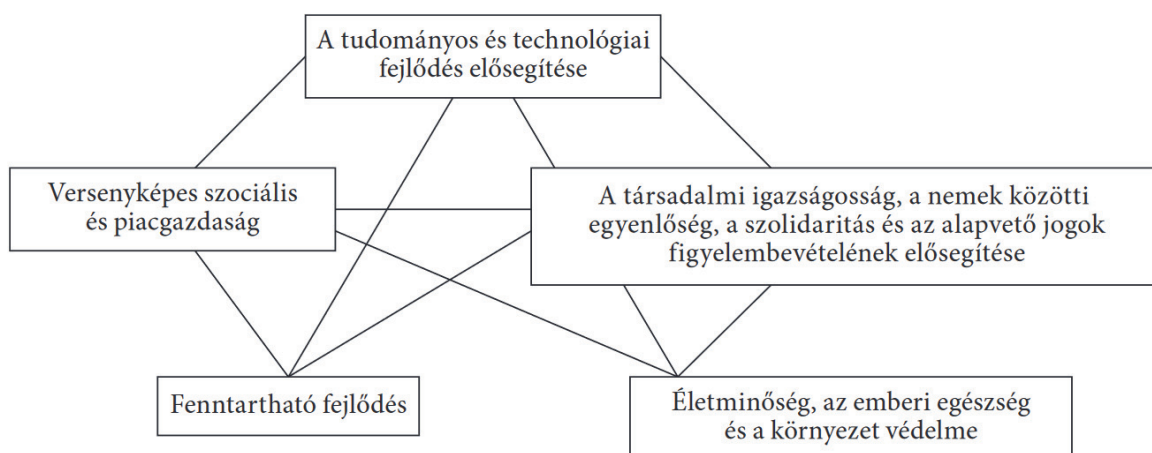 A tudományos és technológiai
fejlődés elősegítése
Versenyképes szociális
és piacgazdaság
A társadalmi igazságosság, a nemek közötti
egyenlőség, a szolidaritás és az alapvető jogok
figyelembevételének elősegítése
Fenntartható fejlődés
Életminőség, az emberi egészség
és a környezet védelme